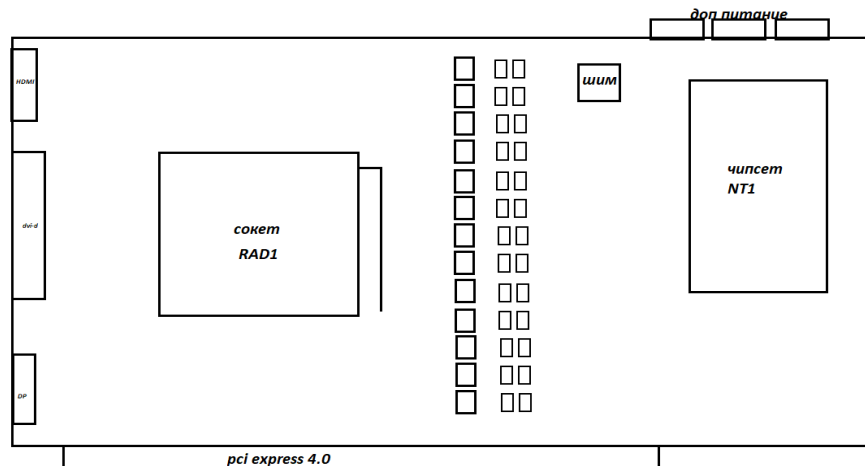 доп питание
HDMI
шим
чипсет
NT1
dvi-d
сокет
RAD1
DP
pci express 4.0